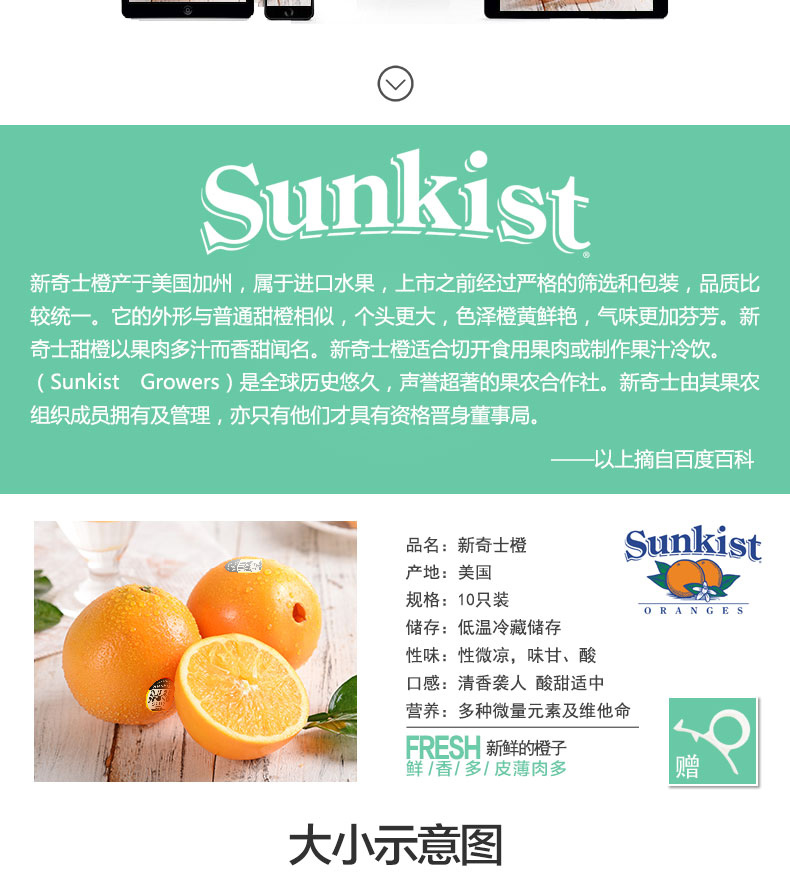 Sunkist®
新奇士橙产于美国加州，属于进口水果，上市之前经过严格的筛选和包装，品质比
较统一。它的外形与普通甜橙相似，个头更大，色泽橙黄鲜艳，气味更加芬芳。新
奇士甜橙以果肉多汁而香甜闻名。新奇士橙适合切开食用果肉或制作果汁冷饮。
（Sunkist Growers）是全球历史悠久，声誉超著的果农合作社。新奇士由其果农
组织成员拥有及管理，亦只有他们才具有资格晋身董事局。
——以上摘自百度百科
品名：新奇士橙
产地：美国
规格：10只装
储存：低温冷藏储存
性味：性微凉，味甘、酸
口感：清香袭人 酸甜适中
营养：多种微量元素及维他命
Sunkist
ORANGES
FRESH 新鲜的橙子
鲜/香/多/皮薄肉多
赠
大小示意图